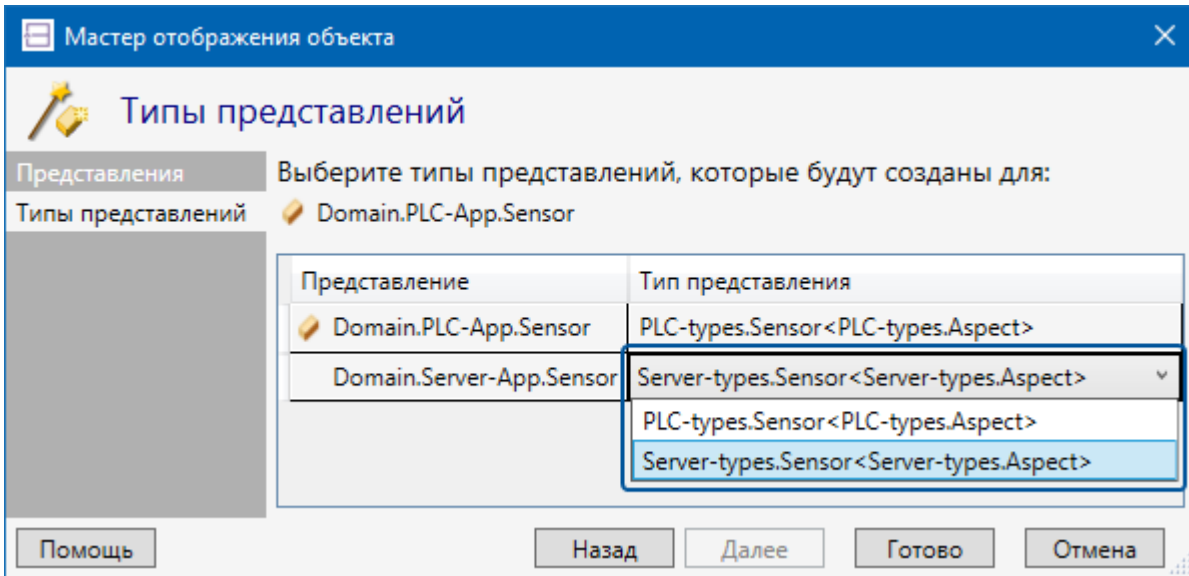 Мастер отображения объекта
Типы представлений
Представления
Типы представлений
Выберите типы представлений, которые будут созданы для:
Domain.PLC-App.Sensor
Представление Тип представления
Domain.PLC-App.Sensor PLC-types.Sensor<PLC-types.Aspect>
Domain.Server-App.Sensor Server-types.Sensor<Server-types.Aspect>
PLC-types.Sensor<PLC-types.Aspect>
Server-types.Sensor<Server-types.Aspect>
Помощь Назад Далее Готово Отмена